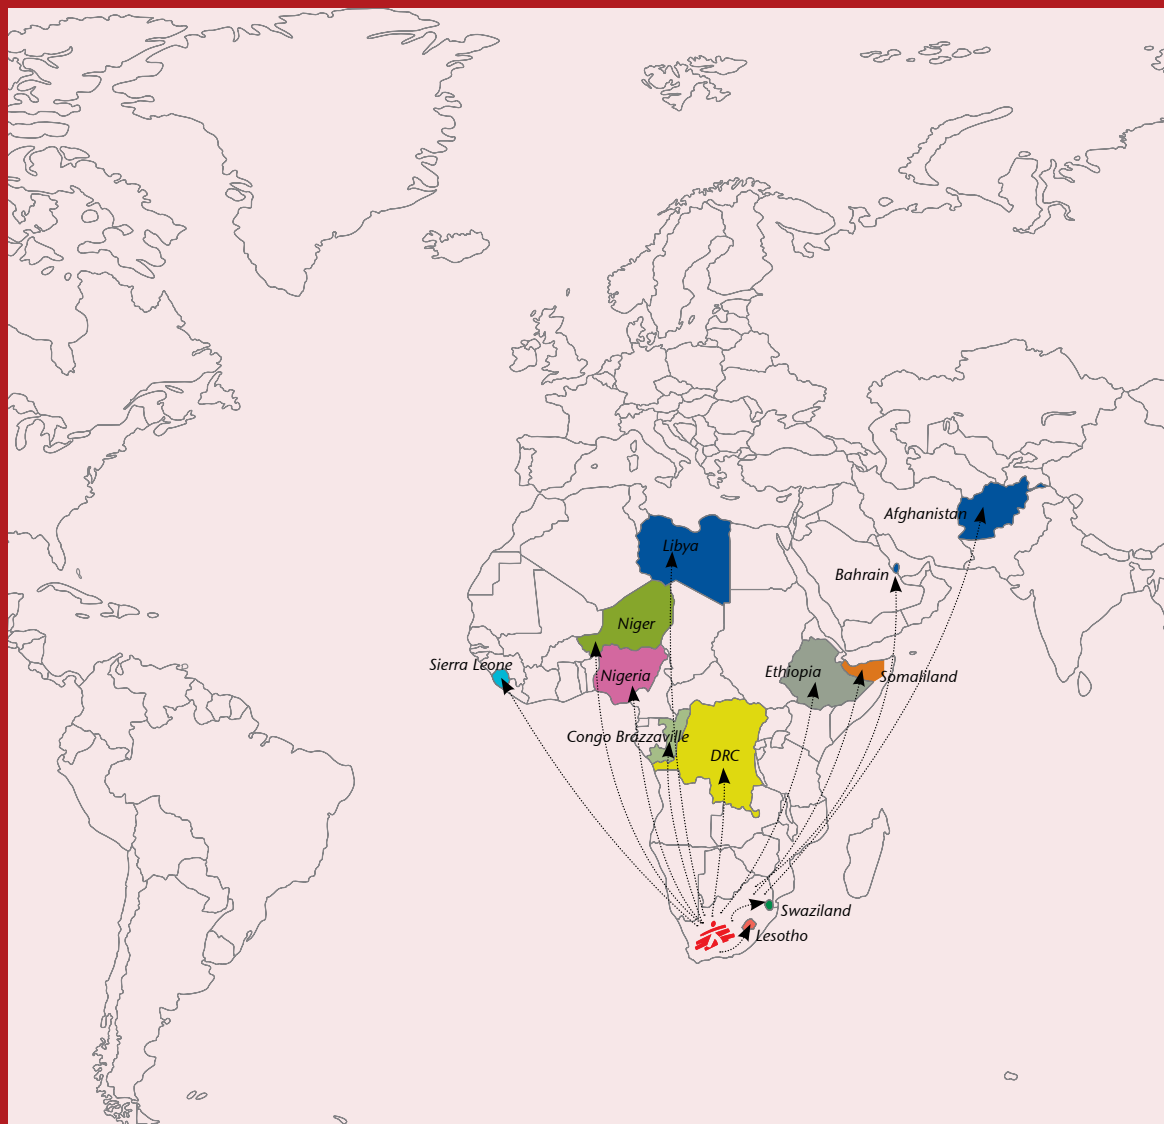 Afghanistan
Libya
Bahrain
Niger
Sierra Leone
Nigeria
Ethiopia
Somaliland
Congo Brazzaville
DRC
Swaziland
Lesotho